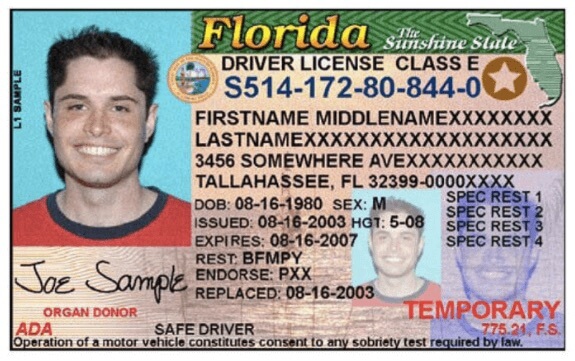 Florida The Sunshine State
DRIVER LICENSE CLASS E
S514-172-80-844-0
L1 SAMPLE
FIRSTNAME MIDDLENAMEXXXXXXXX
LASTNAMEXXXXXXXXXXXXXXXXXXX
3456 SOMEWHERE AVEXXXXXXXXXX
TALLAHASSEE, FL 32399-0000XXXX
DOB: 08-16-1980 SEX: M
ISSUED: 08-16-2003 HGT: 5-08
EXPIRES: 08-16-2007
REST: BFMPY
ENDORSE: PXX
REPLACED: 08-16-2003
SPEC REST 1
SPEC REST 2
SPEC REST 3
SPEC REST 4
Joe Sample
ORGAN DONOR
TEMPORARY
ADA SAFE DRIVER 775.21, F.S.
Operation of a motor vehicle constitutes consent to any sobriety test required by law.